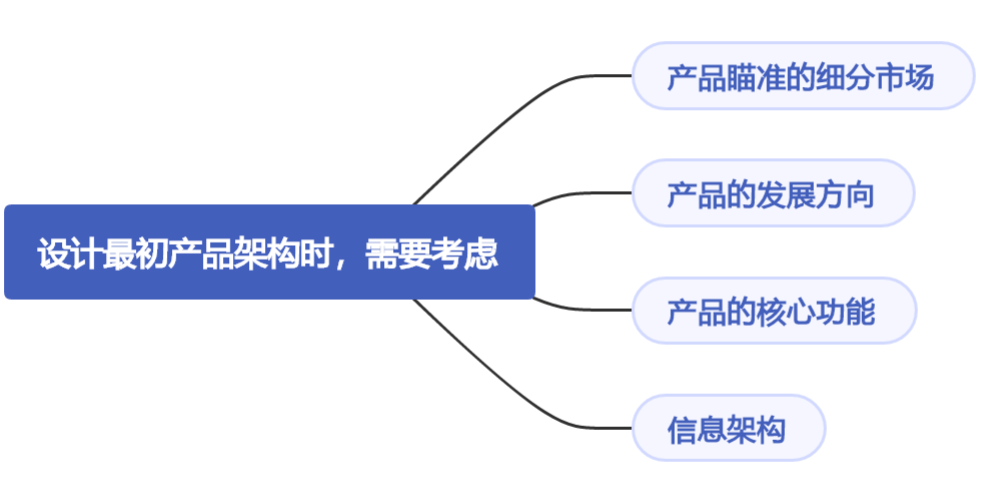 设计最初产品架构时，需要考虑
产品瞄准的细分市场
产品的发展方向
产品的核心功能
信息架构